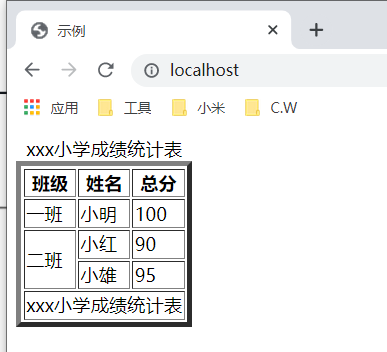 示例
localhost
应用 工具 小米 C.W
xxx小学成绩统计表
班级 姓名 总分
一班 小明 100
二班 小红 90
小雄 95
xxx小学成绩统计表